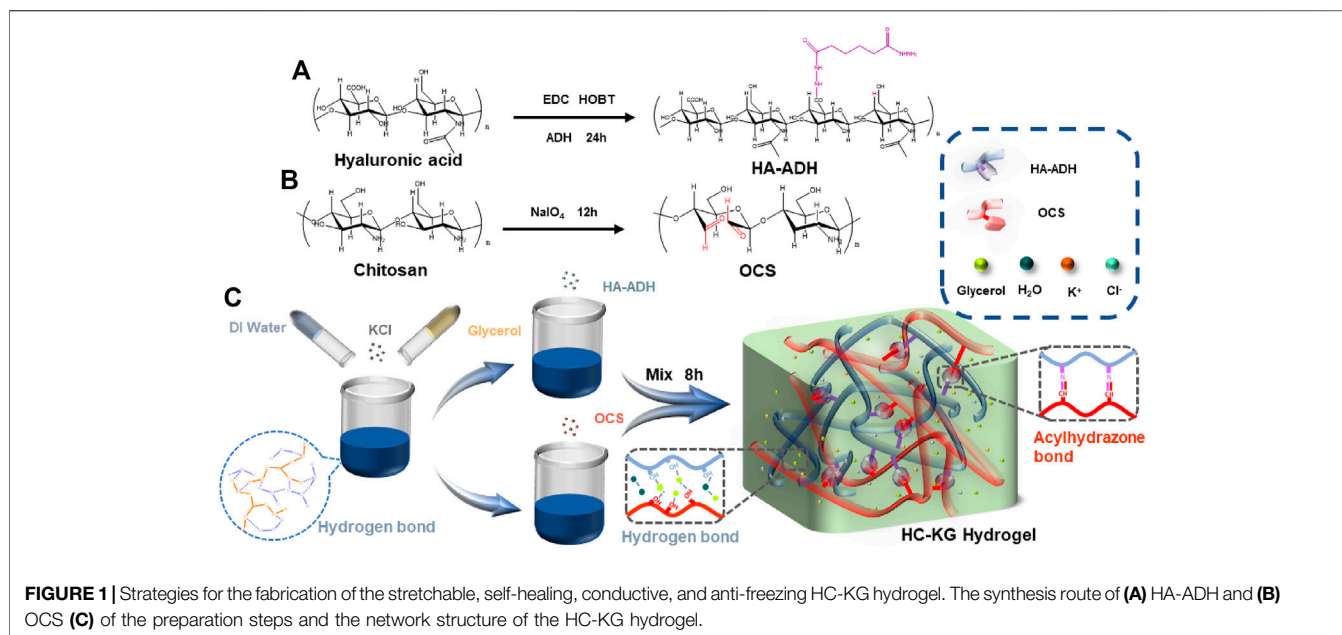 A
EDC HOBT
ADH 24h
Hyaluronic acid
HA-ADH
B
NaIO₄ 12h
Chitosan
OCS
C
DI Water
KCl
Glycerol
HA-ADH
OCS
Mix 8h
Hydrogen bond
Hydrogen bond
HC-KG Hydrogel
Acylhydrazone
bond
HA-ADH
OCS
Glycerol H₂O K⁺ Cl⁻
FIGURE 1 | Strategies for the fabrication of the stretchable, self-healing, conductive, and anti-freezing HC-KG hydrogel. The synthesis route of (A) HA-ADH and (B)
OCS (C) of the preparation steps and the network structure of the HC-KG hydrogel.